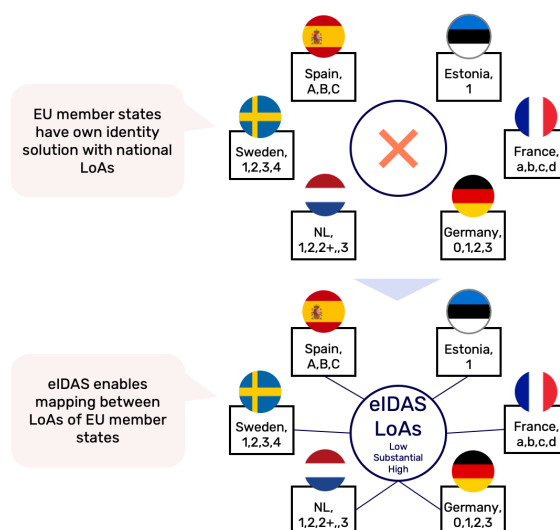 Spain,
A,B,C
Estonia,
1
EU member states
have own identity
solution with national
LoAs
Sweden,
1,2,3,4
France,
a,b,c,d
NL,
1,2,2+,,3
Germany,
0,1,2,3
Spain,
A,B,C
Estonia,
1
eIDAS enables
mapping between
LoAs of EU member
states
Sweden,
1,2,3,4
eIDAS
LoAs
Low
Substantial
High
France,
a,b,c,d
NL,
1,2,2+,,3
Germany,
0,1,2,3